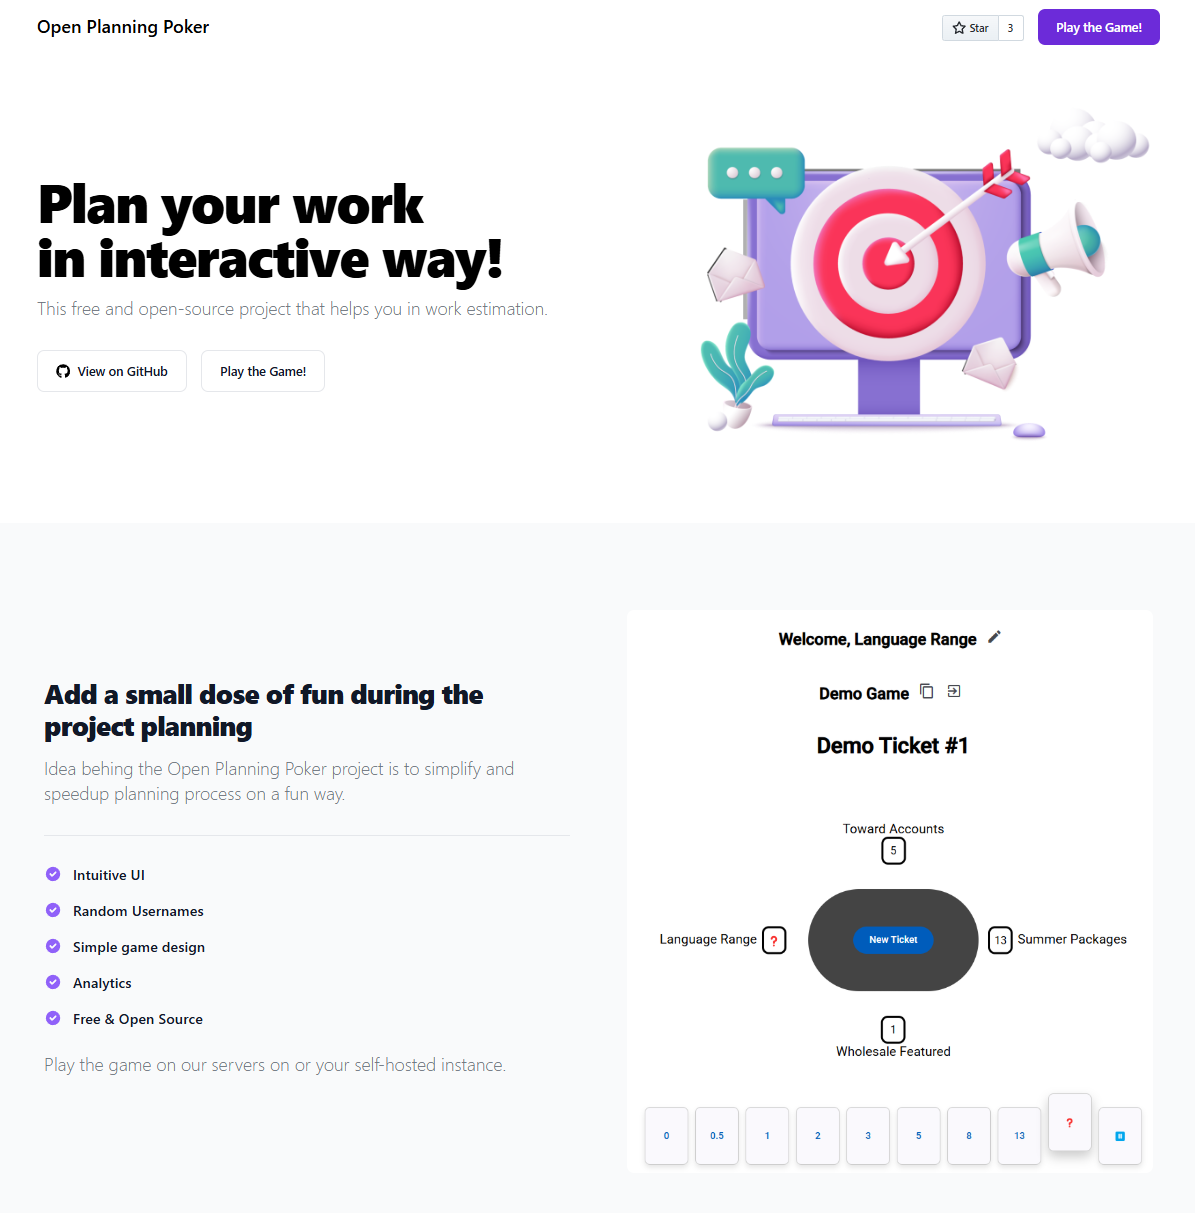 Open Planning Poker
Star
3
Play the Game!
Plan your work
in interactive way!
This free and open-source project that helps you in work estimation.
View on GitHub
Play the Game!
Add a small dose of fun during the
project planning
Idea behing the Open Planning Poker project is to simplify and
speedup planning process on a fun way.
Intuitive UI
Random Usernames
Simple game design
Analytics
Free & Open Source
Play the game on our servers on or your self-hosted instance.
Welcome, Language Range
Demo Game
Demo Ticket #1
Toward Accounts
5
Language Range ?
New Ticket
13 Summer Packages
1
Wholesale Featured
0 0.5 1 2 3 5 8 13 ?